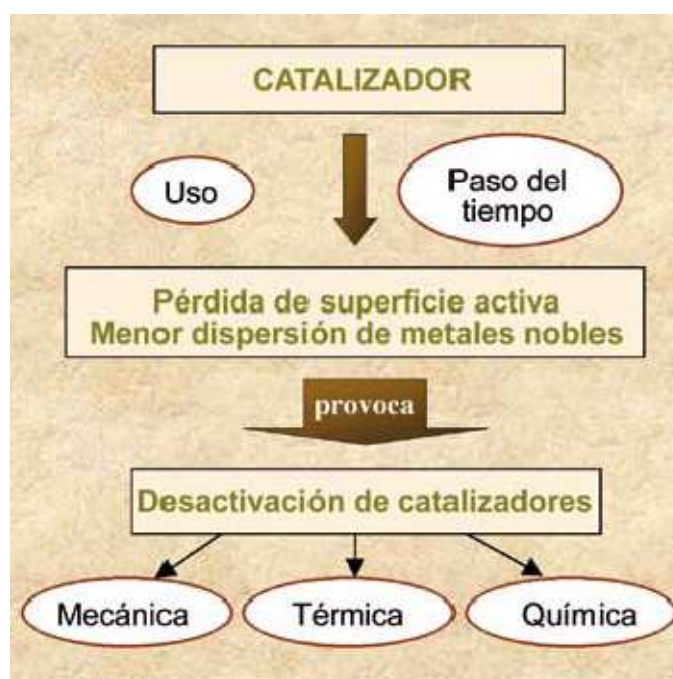 CATALIZADOR
Uso
Paso del
tiempo
Pérdida de superficie activa
Menor dispersión de metales nobles
provoca
Desactivación de catalizadores
Mecánica
Térmica
Química